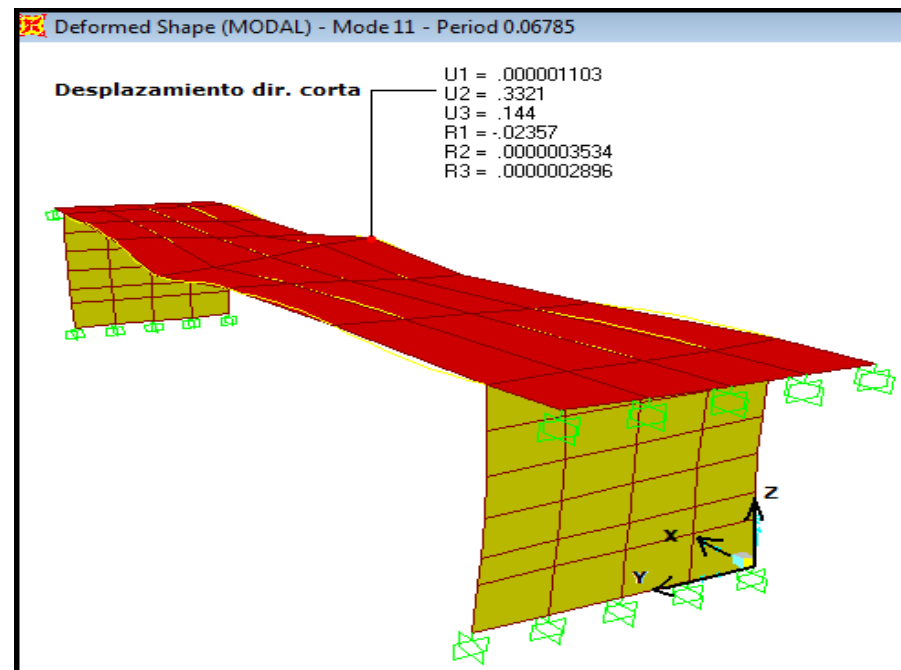 Deformed Shape (MODAL) - Mode 11 - Period 0.06785
Desplazamiento dir. corta
U1 = .000001103
U2 = .3321
U3 = .144
R1 = -.02357
R2 = .0000003534
R3 = .0000002896
Z
X
Y